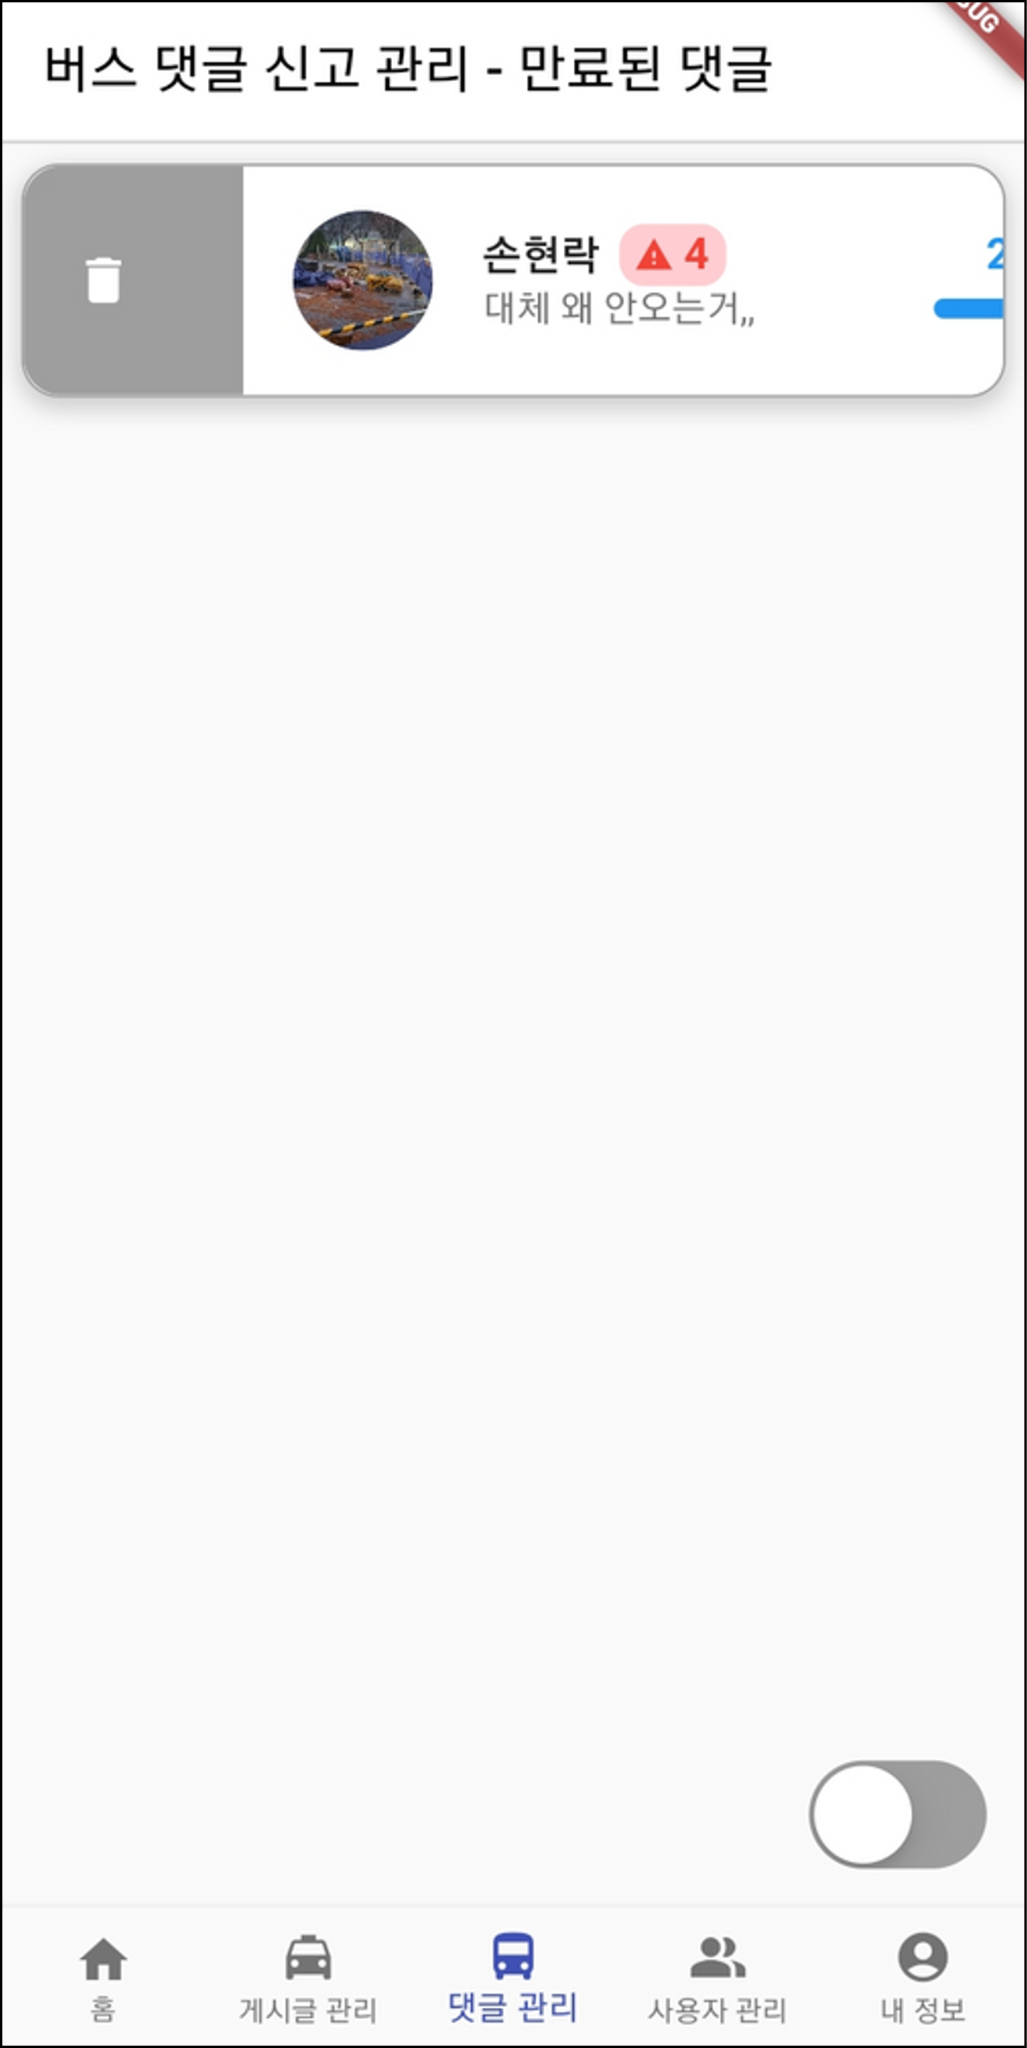 버스 댓글 신고 관리 - 만료된 댓글
손현락 4
대체 왜 안오는거,,
2
홈
게시글 관리
댓글 관리
사용자 관리
내 정보